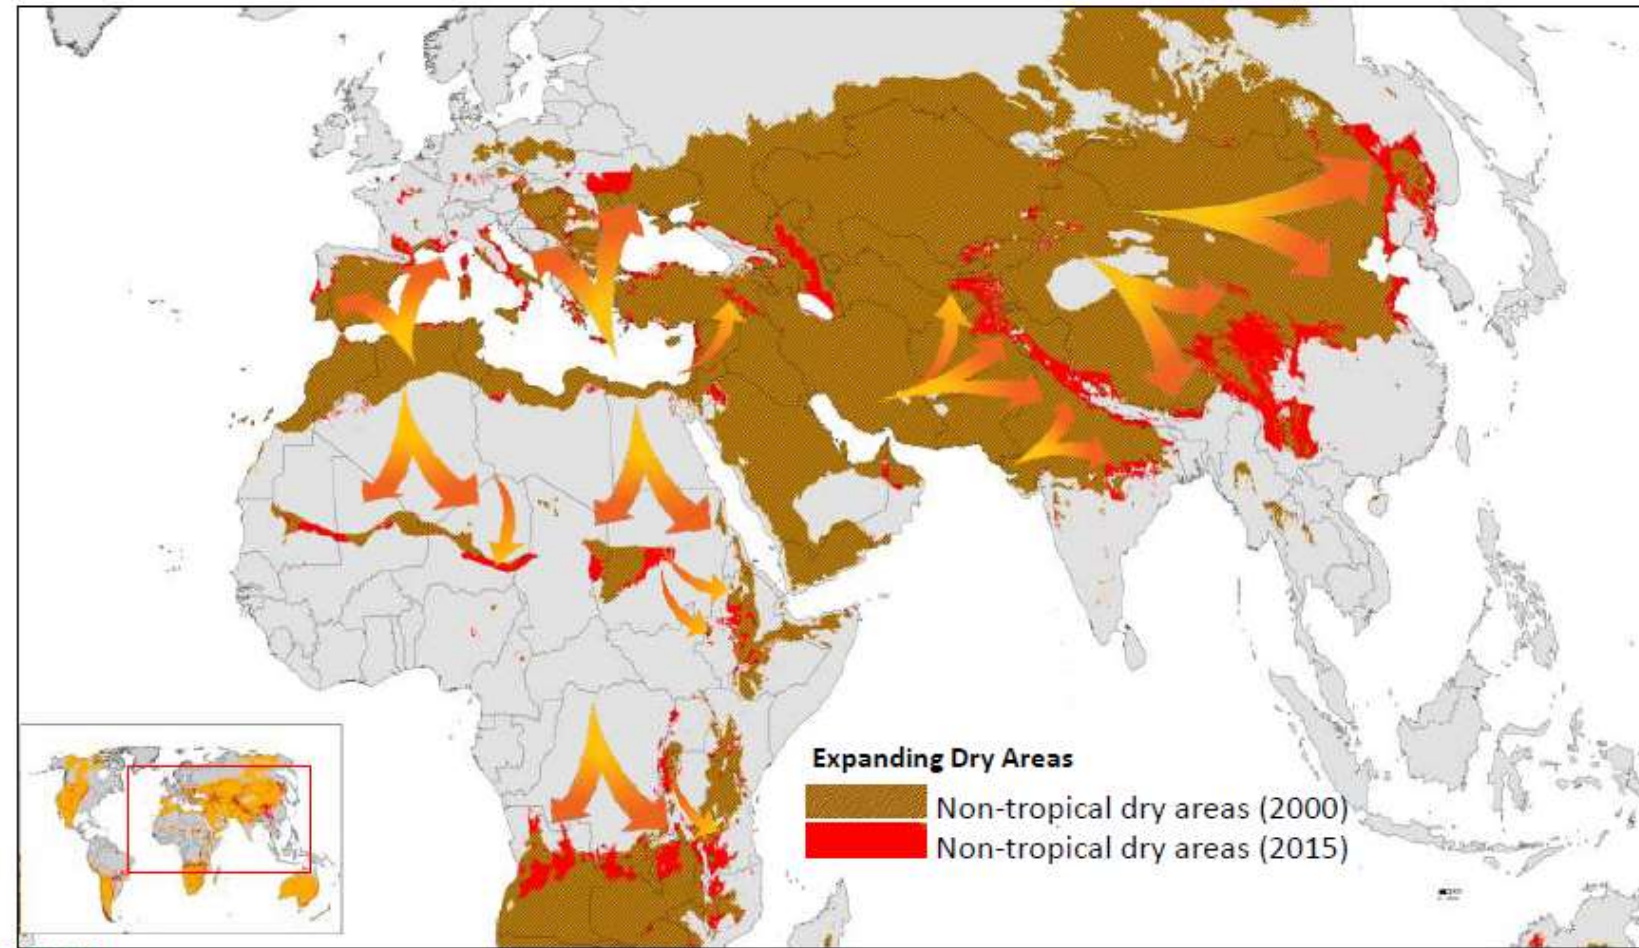 Expanding Dry Areas
Non-tropical dry areas (2000)
Non-tropical dry areas (2015)